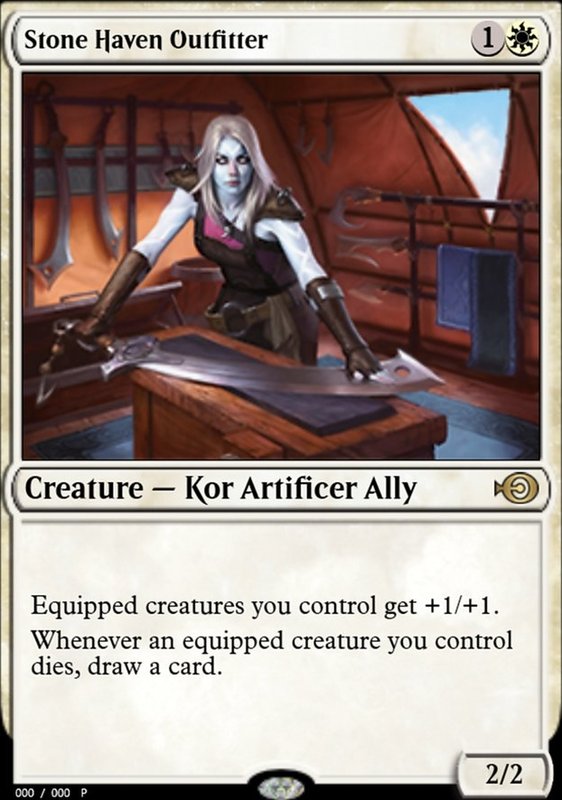 Stone Haven Outfitter 1
Creature — Kor Artificer Ally
Equipped creatures you control get +1/+1.
Whenever an equipped creature you control
dies, draw a card.
2/2
000 / 000 P